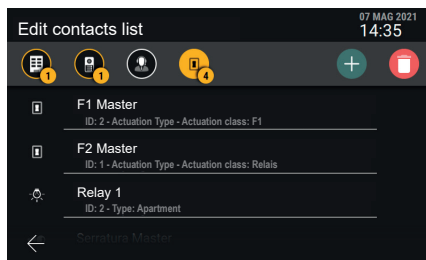 Edit contacts list
07 MAG 2021
14:35
1
1
4
F1 Master
ID: 2 - Actuation Type - Actuation class: F1
F2 Master
ID: 1 - Actuation Type - Actuation class: Relais
Relay 1
ID: 2 - Type: Apartment
Serratura Master